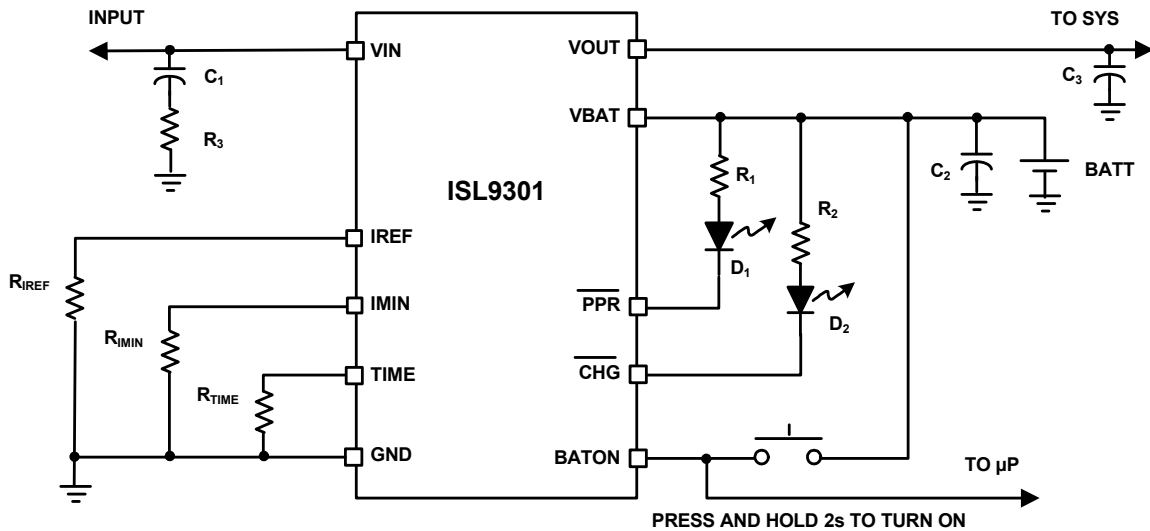 INPUT
TO SYS
VIN
VOUT
C1
C3
R3
VBAT
R1
C2
BATT
ISL9301
R2
IREF
D1
RIREF
IMIN
PPR
D2
RIMIN
TIME
CHG
RTIME
GND
BATON
TO µP
PRESS AND HOLD 2s TO TURN ON